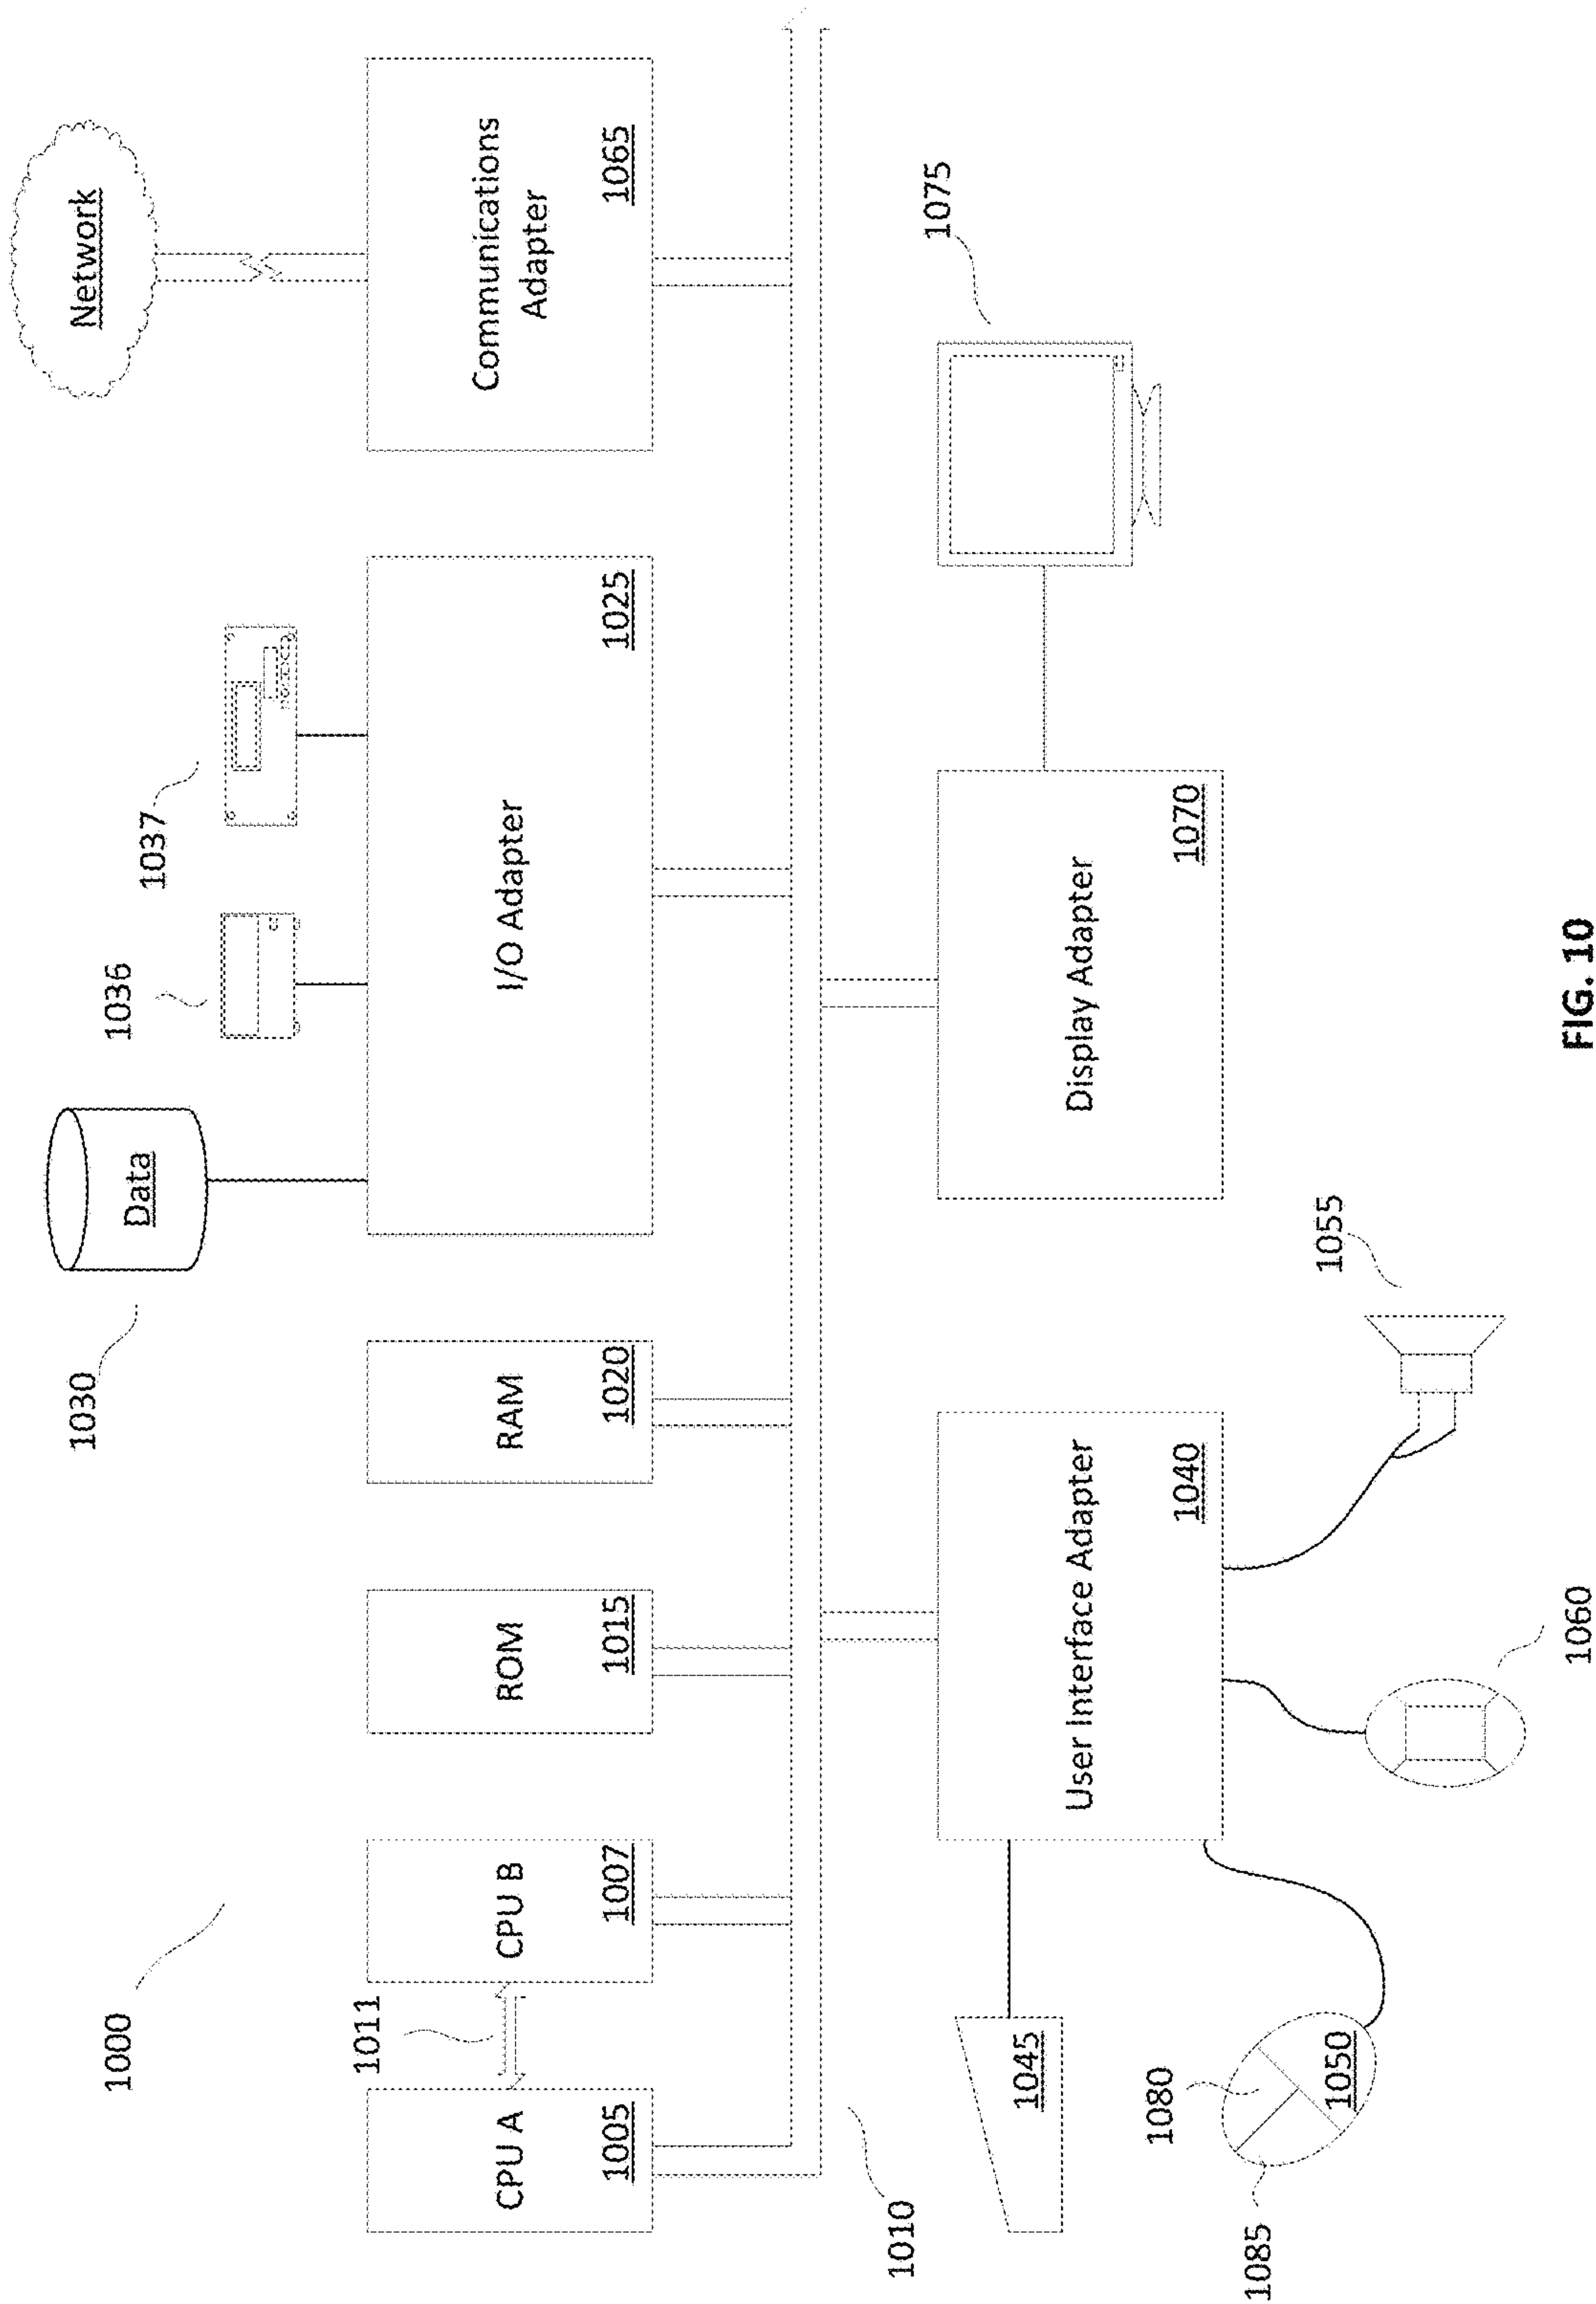 1000
1030
Data
1036
1037
Network
1011
CPU A
1005
CPU B
1007
ROM
1015
RAM
1020
I/O Adapter
1025
Communications
Adapter
1065
1010
1045
1080
1050
1085
User Interface Adapter
1040
1060
1055
Display Adapter
1070
1075
FIG. 10